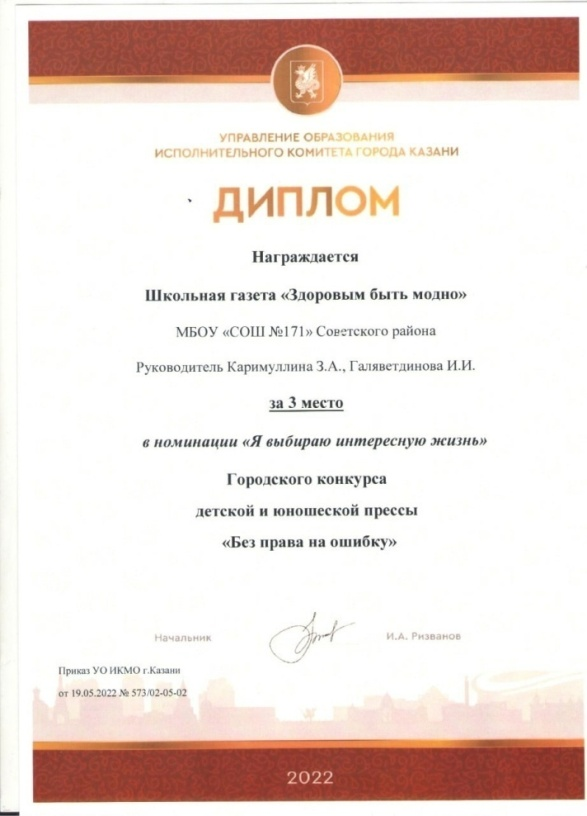 УПРАВЛЕНИЕ ОБРАЗОВАНИЯ
ИСПОЛНИТЕЛЬНОГО КОМИТЕТА ГОРОДА КАЗАНИ
ДИПЛОМ
Награждается
Школьная газета «Здоровым быть модно»
МБОУ «СОШ №171» Советского района
Руководитель Каримуллина З.А., Галяветдинова И.И.
за 3 место
в номинации «Я выбираю интересную жизнь»
Городского конкурса
детской и юношеской прессы
«Без права на ошибку»
Начальник И.А. Ризванов
Приказ УО ИКМО г.Казани
от 19.05.2022 № 573/02-05-02
2022